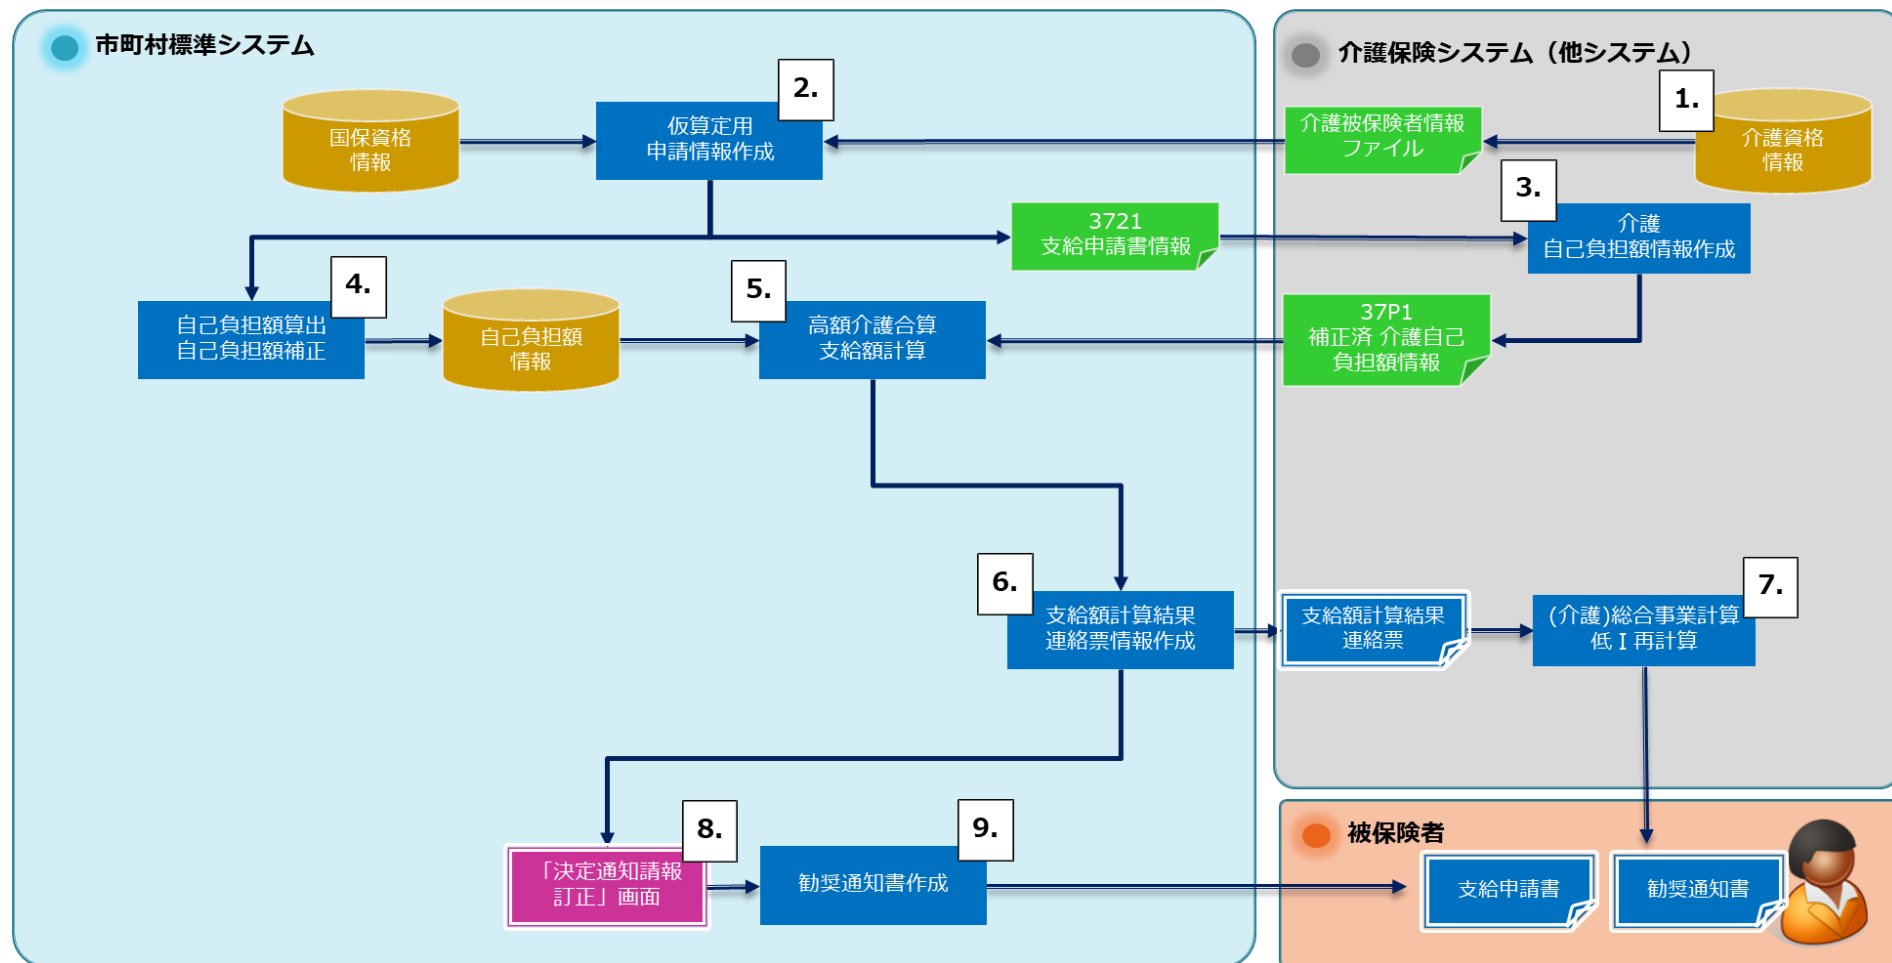 市町村標準システム
介護保険システム（他システム）
1.
2.
国保資格
情報
仮算定用
申請情報作成
介護被保険者情報
ファイル
介護資格
情報
3.
3721
支給申請書情報
介護
自己負担額情報作成
4.
5.
自己負担額算出
自己負担額補正
自己負担額
情報
高額介護合算
支給額計算
37P1
補正済 介護自己
負担額情報
6.
7.
支給額計算結果
連絡票情報作成
支給額計算結果
連絡票
(介護)総合事業計算
低Ⅰ再計算
8.
9.
被保険者
「決定通知請報
訂正」画面
勧奨通知書作成
支給申請書
勧奨通知書